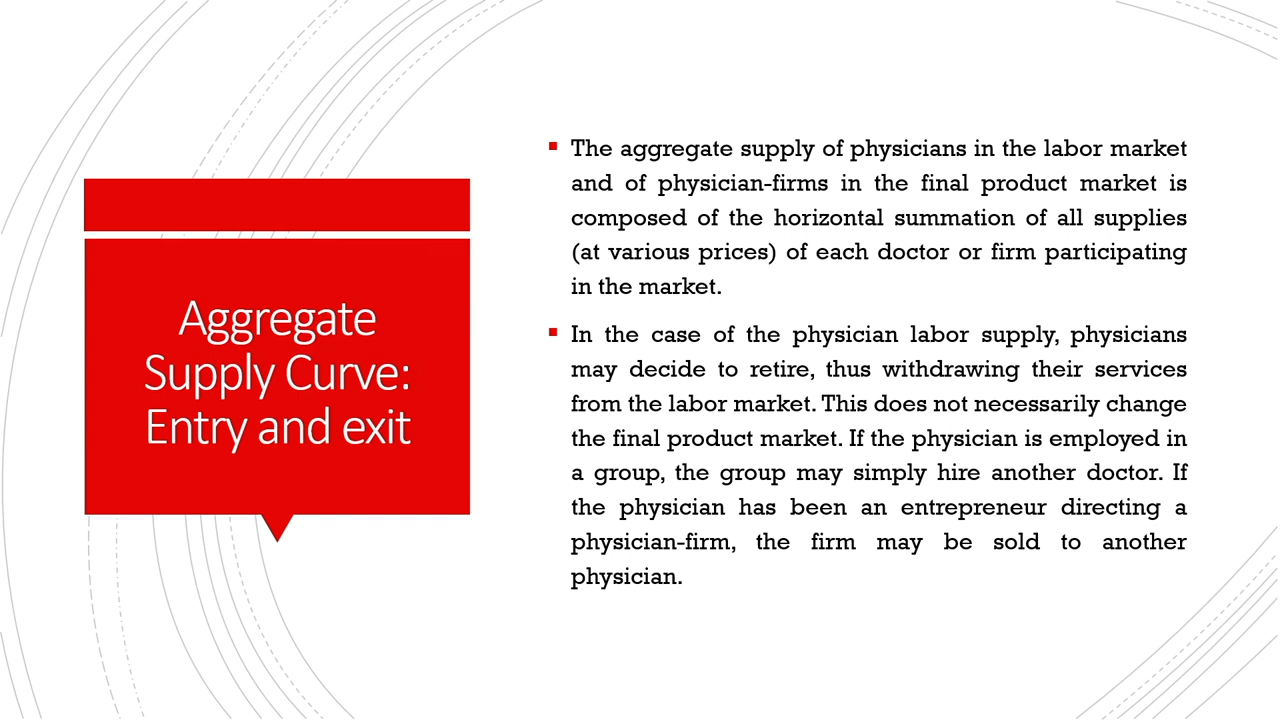 Aggregate
Supply Curve:
Entry and exit
The aggregate supply of physicians in the labor market
and of physician-firms in the final product market is
composed of the horizontal summation of all supplies
(at various prices) of each doctor or firm participating
in the market.
In the case of the physician labor supply, physicians
may decide to retire, thus withdrawing their services
from the labor market. This does not necessarily change
the final product market. If the physician is employed in
a group, the group may simply hire another doctor. If
the physician has been an entrepreneur directing a
physician-firm, the firm may be sold to another
physician.